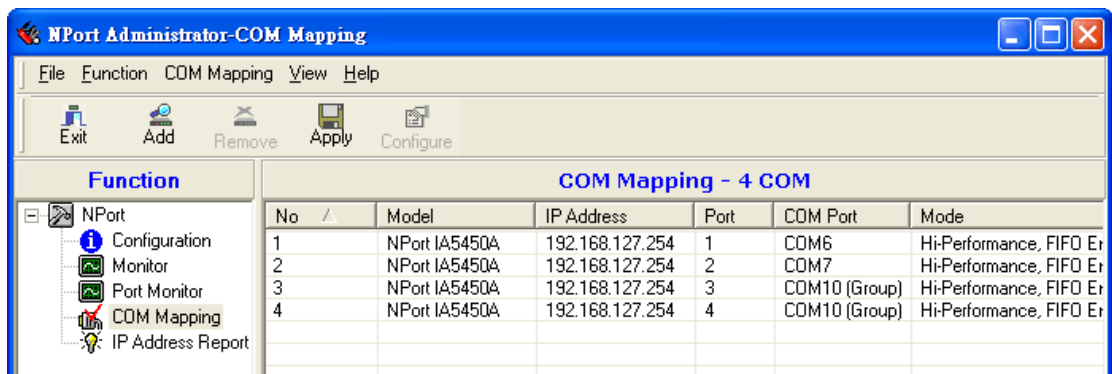 NPort Administrator-COM Mapping
File Function COM Mapping View Help
Exit Add Remove Apply Configure
Function
COM Mapping - 4 COM
NPort
Configuration
Monitor
Port Monitor
COM Mapping
IP Address Report
No Model IP Address Port COM Port Mode
1 NPort IA5450A 192.168.127.254 1 COM6 Hi-Performance, FIFO Er
2 NPort IA5450A 192.168.127.254 2 COM7 Hi-Performance, FIFO Er
3 NPort IA5450A 192.168.127.254 3 COM10 (Group) Hi-Performance, FIFO Er
4 NPort IA5450A 192.168.127.254 4 COM10 (Group) Hi-Performance, FIFO Er